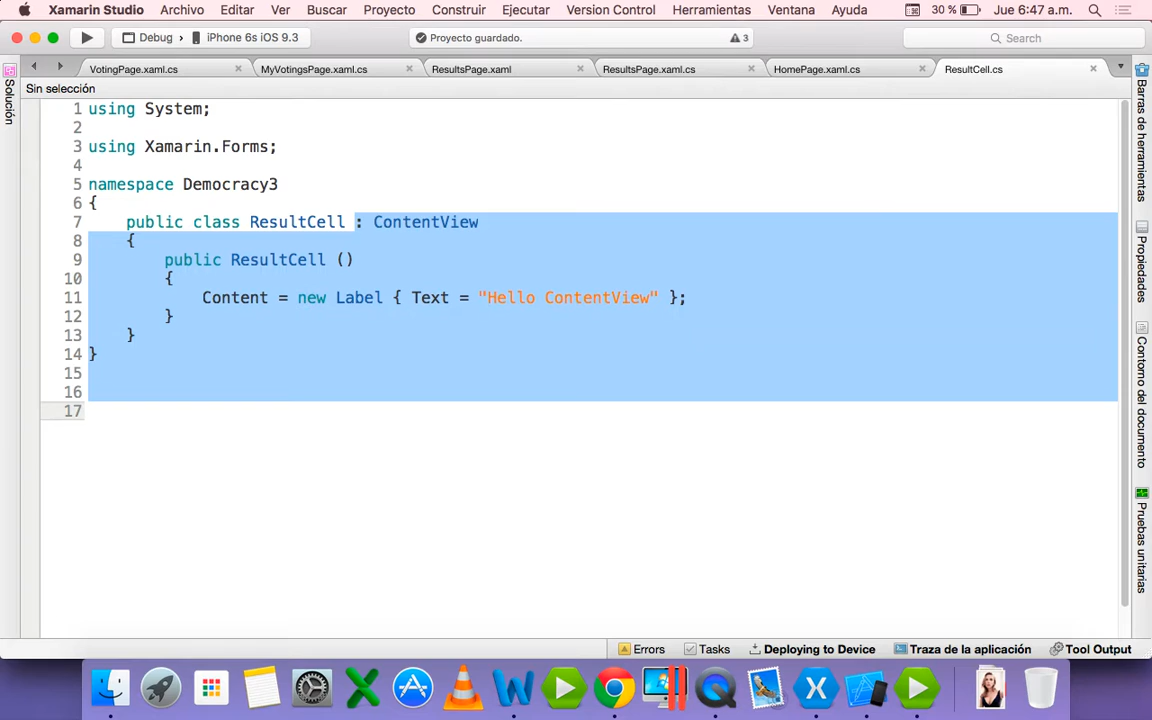 Xamarin Studio Archivo Editar Ver Buscar Proyecto Construir Ejecutar Version Control Herramientas Ventana Ayuda 30 % Jue 6:47 a.m.
Debug › iPhone 6s iOS 9.3 Proyecto guardado. 3 Search
VotingPage.xaml.cs MyVotingsPage.xaml.cs ResultsPage.xaml ResultsPage.xaml.cs HomePage.xaml.cs ResultCell.cs
Sin selección
1 using System;
2
3 using Xamarin.Forms;
4
5 namespace Democracy3
6 {
7 public class ResultCell : ContentView
8 {
9 public ResultCell ()
10 {
11 Content = new Label { Text = "Hello ContentView" };
12 }
13 }
14 }
15
16
17
Solución
Barras de herramientas
Propiedades
Contorno del documento
Pruebas unitarias
Errors Tasks Deploying to Device Traza de la aplicación Tool Output